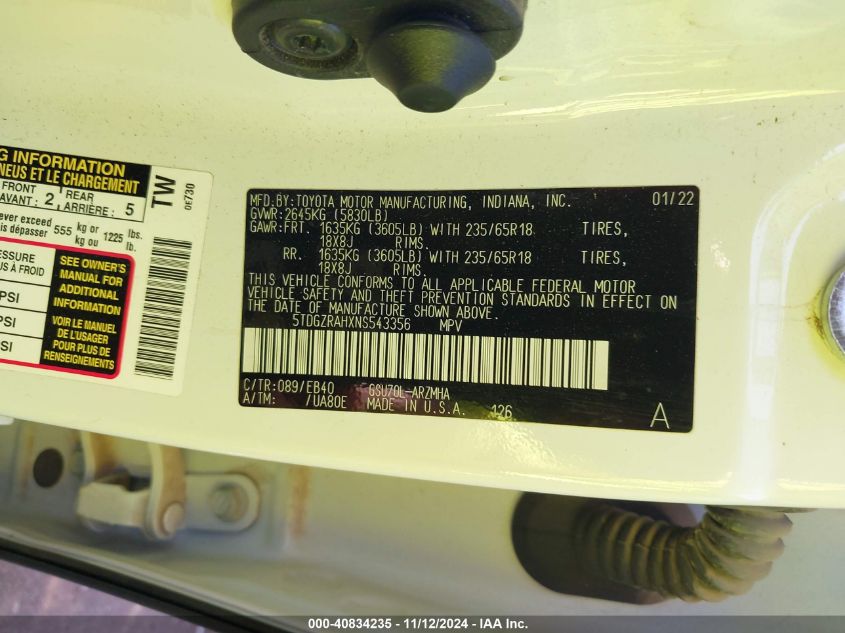 G INFORMATION
NEUS ET LE CHARGEMENT
FRONT
AVANT: 2
REAR
ARRIÈRE: 5
ever exceed
is dépasser
555 kg or
kg ou
1225 lbs.
lb.
TW
0E730
PRESSURE
US À FROID
PSI
PSI
SI
SEE OWNER'S
MANUAL FOR
ADDITIONAL
INFORMATION
VOIR LE MANUEL
DE L'USAGER
POUR PLUS DE
RENSEIGNEMENTS
MFD.BY:TOYOTA MOTOR MANUFACTURING, INDIANA, INC. 01/22
GVWR:2645KG (5830LB)
GAWR:FRT. 1635KG (3605LB) WITH 235/65R18 TIRES,
18X8J RIMS.
RR. 1635KG (3605LB) WITH 235/65R18 TIRES,
18X8J RIMS.
THIS VEHICLE CONFORMS TO ALL APPLICABLE FEDERAL MOTOR
VEHICLE SAFETY AND THEFT PREVENTION STANDARDS IN EFFECT ON
THE DATE OF MANUFACTURE SHOWN ABOVE.
5TDGZRAHXNS543356 MPV
C/TR:089/EB40 GSU70L-ARZMHA
A/TM: /UA80E MADE IN U.S.A. 126
A
000-40834235 - 11/12/2024 - IAA Inc.